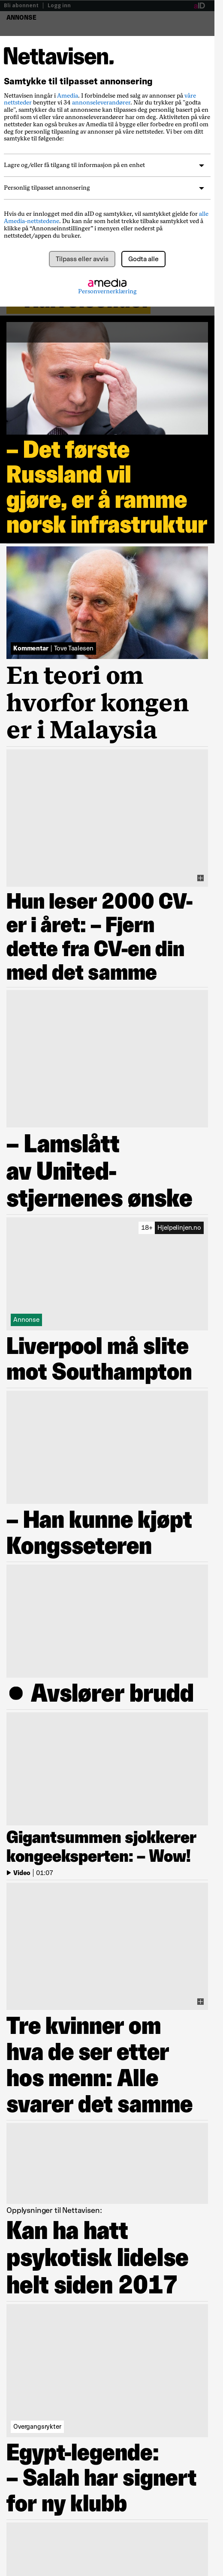 Bli abonnent | Logg inn
aID
ANNONSE
Nettavisen.
Samtykke til tilpasset annonsering
Nettavisen inngår i Amedia. I forbindelse med salg av annonser på våre
nettsteder benytter vi 34 annonseleverandører. Når du trykker på "godta
alle", samtykker du til at annonsene kan tilpasses deg personlig basert på en
profil som vi eller våre annonseleverandører har om deg. Aktiviteten på våre
nettsteder kan også brukes av Amedia til å bygge eller forbedre en profil om
deg for personlig tilpasning av annonser på våre nettsteder. Vi ber om ditt
samtykke til følgende:
Lagre og/eller få tilgang til informasjon på en enhet
Personlig tilpasset annonsering
Hvis du er innlogget med din aID og samtykker, vil samtykket gjelde for alle
Amedia-nettstedene. Du kan når som helst trekke tilbake samtykket ved å
klikke på “Annonseinnstillinger” i menyen eller nederst på
nettstedet/appen du bruker.
Tilpass eller avvis
Godta alle
amedia
Personvernerklæring
– Det første
Russland vil
gjøre, er å ramme
norsk infrastruktur
Kommentar | Tove Taalesen
En teori om
hvorfor kongen
er i Malaysia
Hun leser 2000 CV-
er i året: – Fjern
dette fra CV-en din
med det samme
– Lamslått
av United-
stjernenes ønske
18+ Hjelpelinjen.no
Annonse
Liverpool må slite
mot Southampton
– Han kunne kjøpt
Kongsseteren
● Avslører brudd
Gigantsummen sjokkerer
kongeeksperten: – Wow!
Video | 01:07
Tre kvinner om
hva de ser etter
hos menn: Alle
svarer det samme
Opplysninger til Nettavisen:
Kan ha hatt
psykotisk lidelse
helt siden 2017
Overgangsrykter
Egypt-legende:
– Salah har signert
for ny klubb